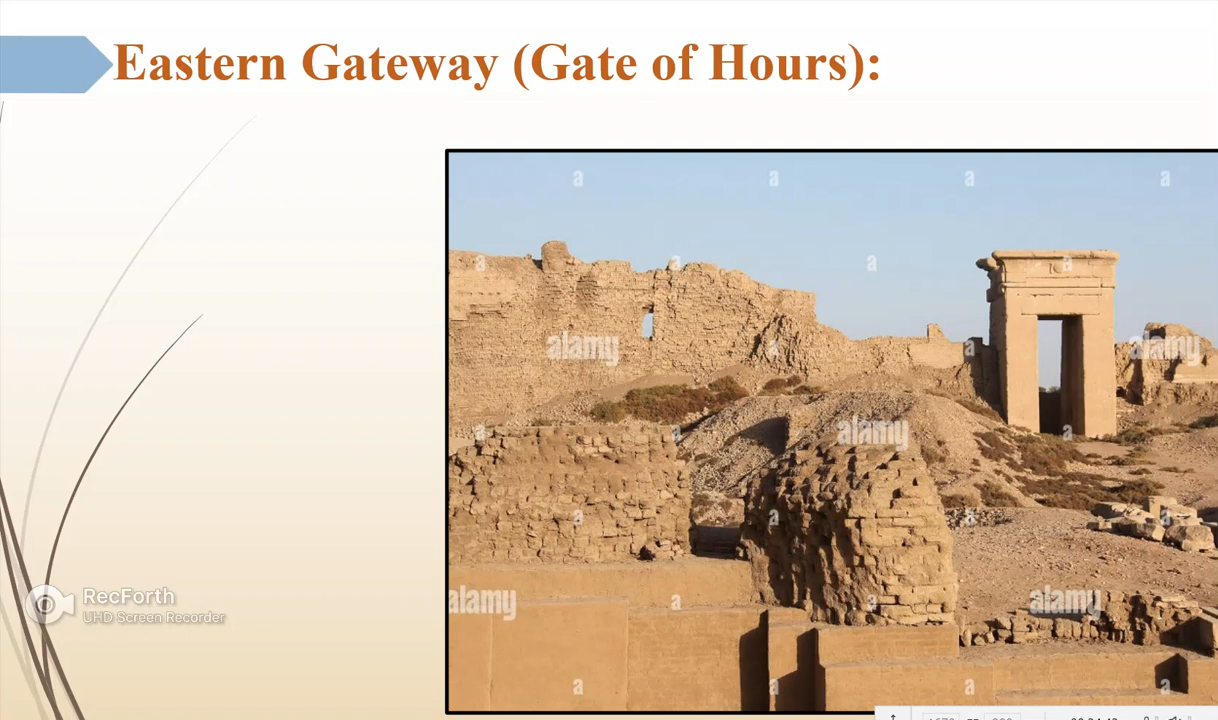 Eastern Gateway (Gate of Hours):
a a a a
a a a a
alamy a alamy
a alamy
a a
alamy a a alamy
RecForth
UHD Screen Recorder
a a a a